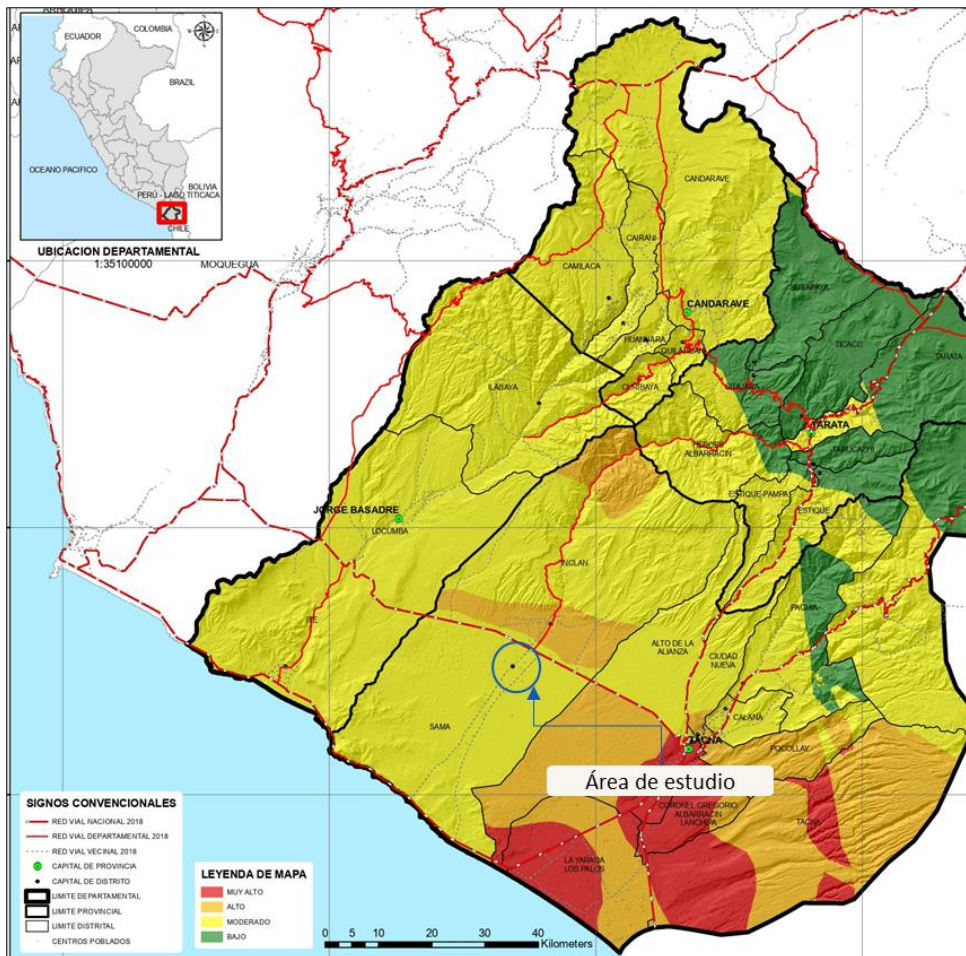 AREQUIPA
ECUADOR
COLOMBIA
BRAZIL
OCEANO PACIFICO
BOLIVIA
PERÚ - LAGO TITICACA
CHILE
UBICACION DEPARTAMENTAL
1:35100000
MOQUEGUA
CANDARAVE
CAIRANI
CAMILACA
CANDARAVE
SUSAPAYA
HUANUARA
TICACO
TARATA
ILABAYA
CURIBAYA
SITAJARA
TARATA
TARUCACHI
HEROES
ALBARRACIN
ESTIQUE-PAMPA
ESTIQUE
JORGE BASADRE
LOCUMBA
INCLAN
PACHIA
ITE
ALTO DE LA
ALIANZA
CIUDAD
NUEVA
SAMA
CALANA
TACNA
POCOLLAY
Área de estudio
CORONEL GREGORIO
ALBARRACIN
LANCHIPA
TACNA
LA YARADA
LOS PALOS
SIGNOS CONVENCIONALES
RED VIAL NACIONAL 2018
RED VIAL DEPARTAMENTAL 2018
RED VIAL VECINAL 2018
CAPITAL DE PROVINCIA
CAPITAL DE DISTRITO
LIMITE DEPARTAMENTAL
LIMITE PROVINCIAL
LIMITE DISTRITAL
CENTROS POBLADOS
LEYENDA DE MAPA
MUY ALTO
ALTO
MODERADO
BAJO
0 5 10 20 30 40
Kilometers